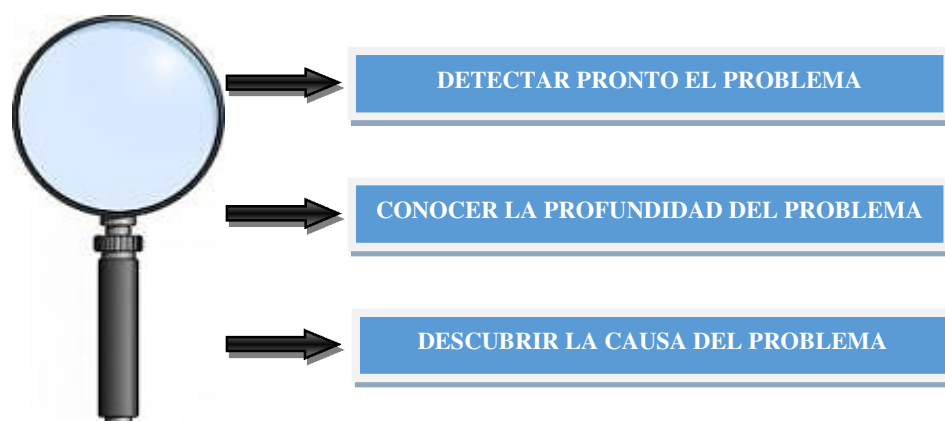 DETECTAR PRONTO EL PROBLEMA
CONOCER LA PROFUNDIDAD DEL PROBLEMA
DESCUBRIR LA CAUSA DEL PROBLEMA